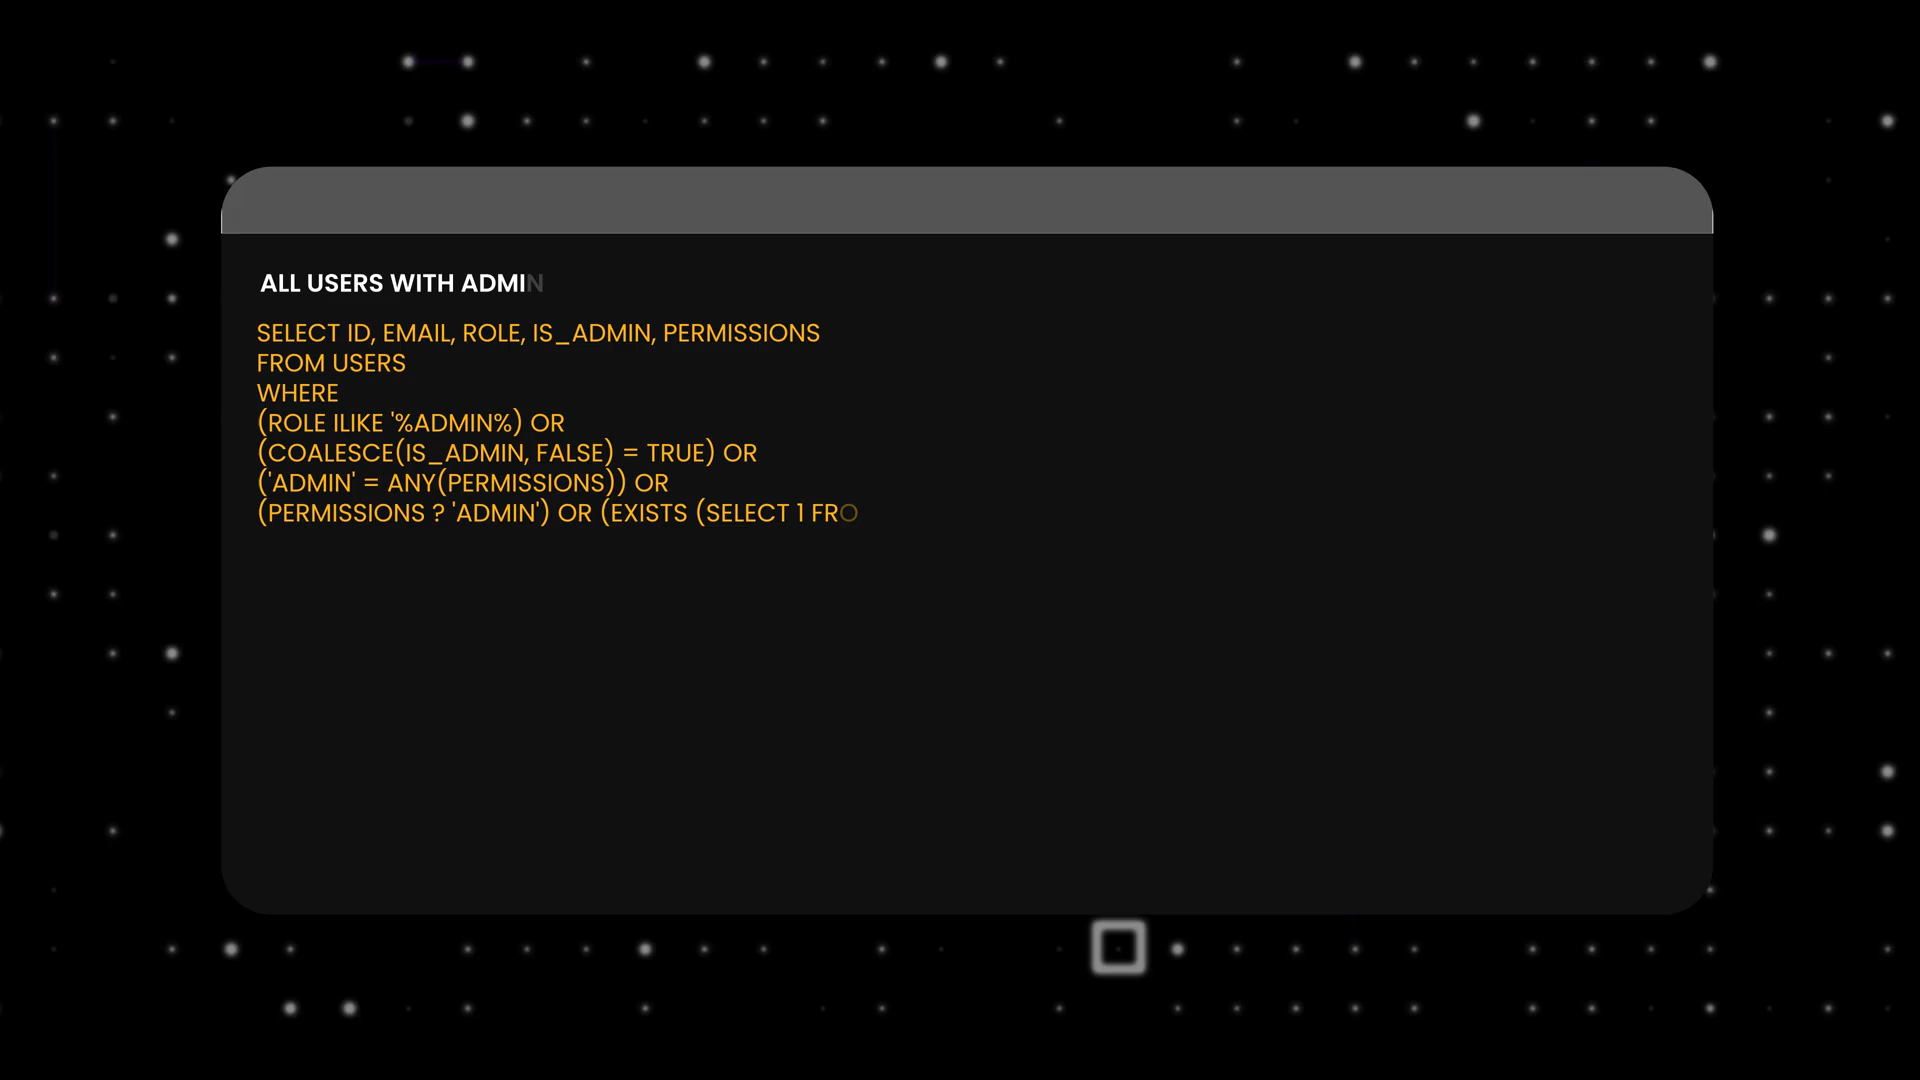 ALL USERS WITH ADMIN
SELECT ID, EMAIL, ROLE, IS_ADMIN, PERMISSIONS
FROM USERS
WHERE
(ROLE ILIKE '%ADMIN%) OR
(COALESCE(IS_ADMIN, FALSE) = TRUE) OR
('ADMIN' = ANY(PERMISSIONS)) OR
(PERMISSIONS ? 'ADMIN') OR (EXISTS (SELECT 1 FRO